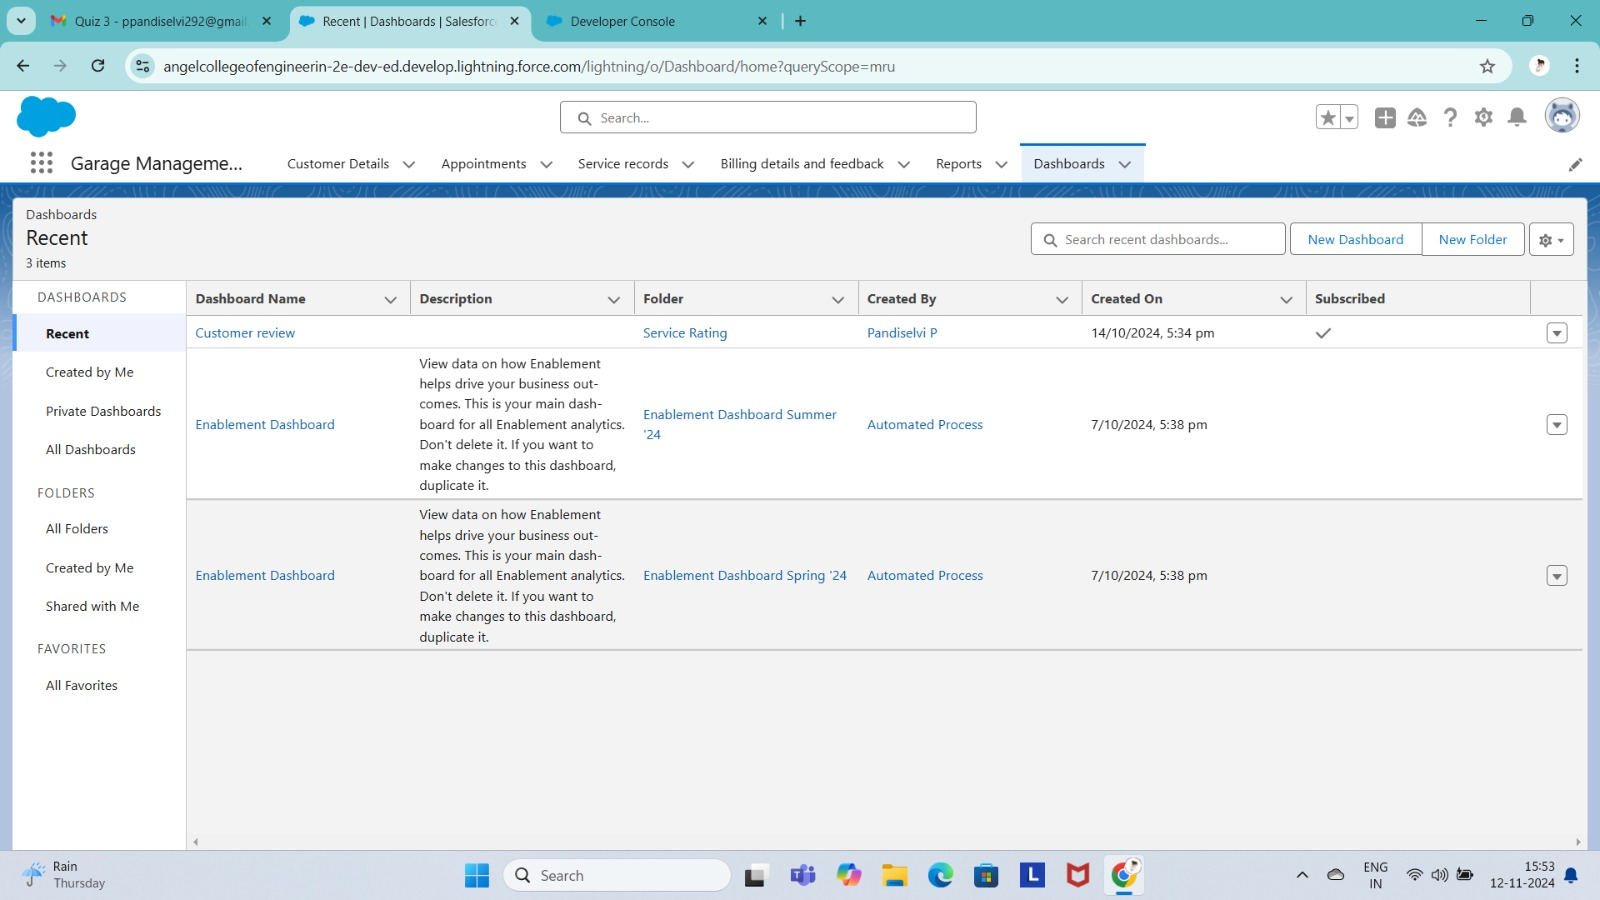 Quiz 3 - ppandiselvi292@gmail
Recent | Dashboards | Salesforc
Developer Console
angelcollegeofengineerin-2e-dev-ed.develop.lightning.force.com/lightning/o/Dashboard/home?queryScope=mru
Search...
Garage Manageme...
Customer Details
Appointments
Service records
Billing details and feedback
Reports
Dashboards
Dashboards
Recent
3 items
Search recent dashboards...
New Dashboard
New Folder
DASHBOARDS
Recent
Created by Me
Private Dashboards
All Dashboards
FOLDERS
All Folders
Created by Me
Shared with Me
FAVORITES
All Favorites
Dashboard Name
Description
Folder
Created By
Created On
Subscribed
Customer review
Service Rating
Pandiselvi P
14/10/2024, 5:34 pm
Enablement Dashboard
View data on how Enablement
helps drive your business out-
comes. This is your main dash-
board for all Enablement analytics.
Don't delete it. If you want to
make changes to this dashboard,
duplicate it.
Enablement Dashboard Summer
'24
Automated Process
7/10/2024, 5:38 pm
Enablement Dashboard
View data on how Enablement
helps drive your business out-
comes. This is your main dash-
board for all Enablement analytics.
Don't delete it. If you want to
make changes to this dashboard,
duplicate it.
Enablement Dashboard Spring '24
Automated Process
7/10/2024, 5:38 pm
Rain
Thursday
Search
L
ENG
IN
15:53
12-11-2024